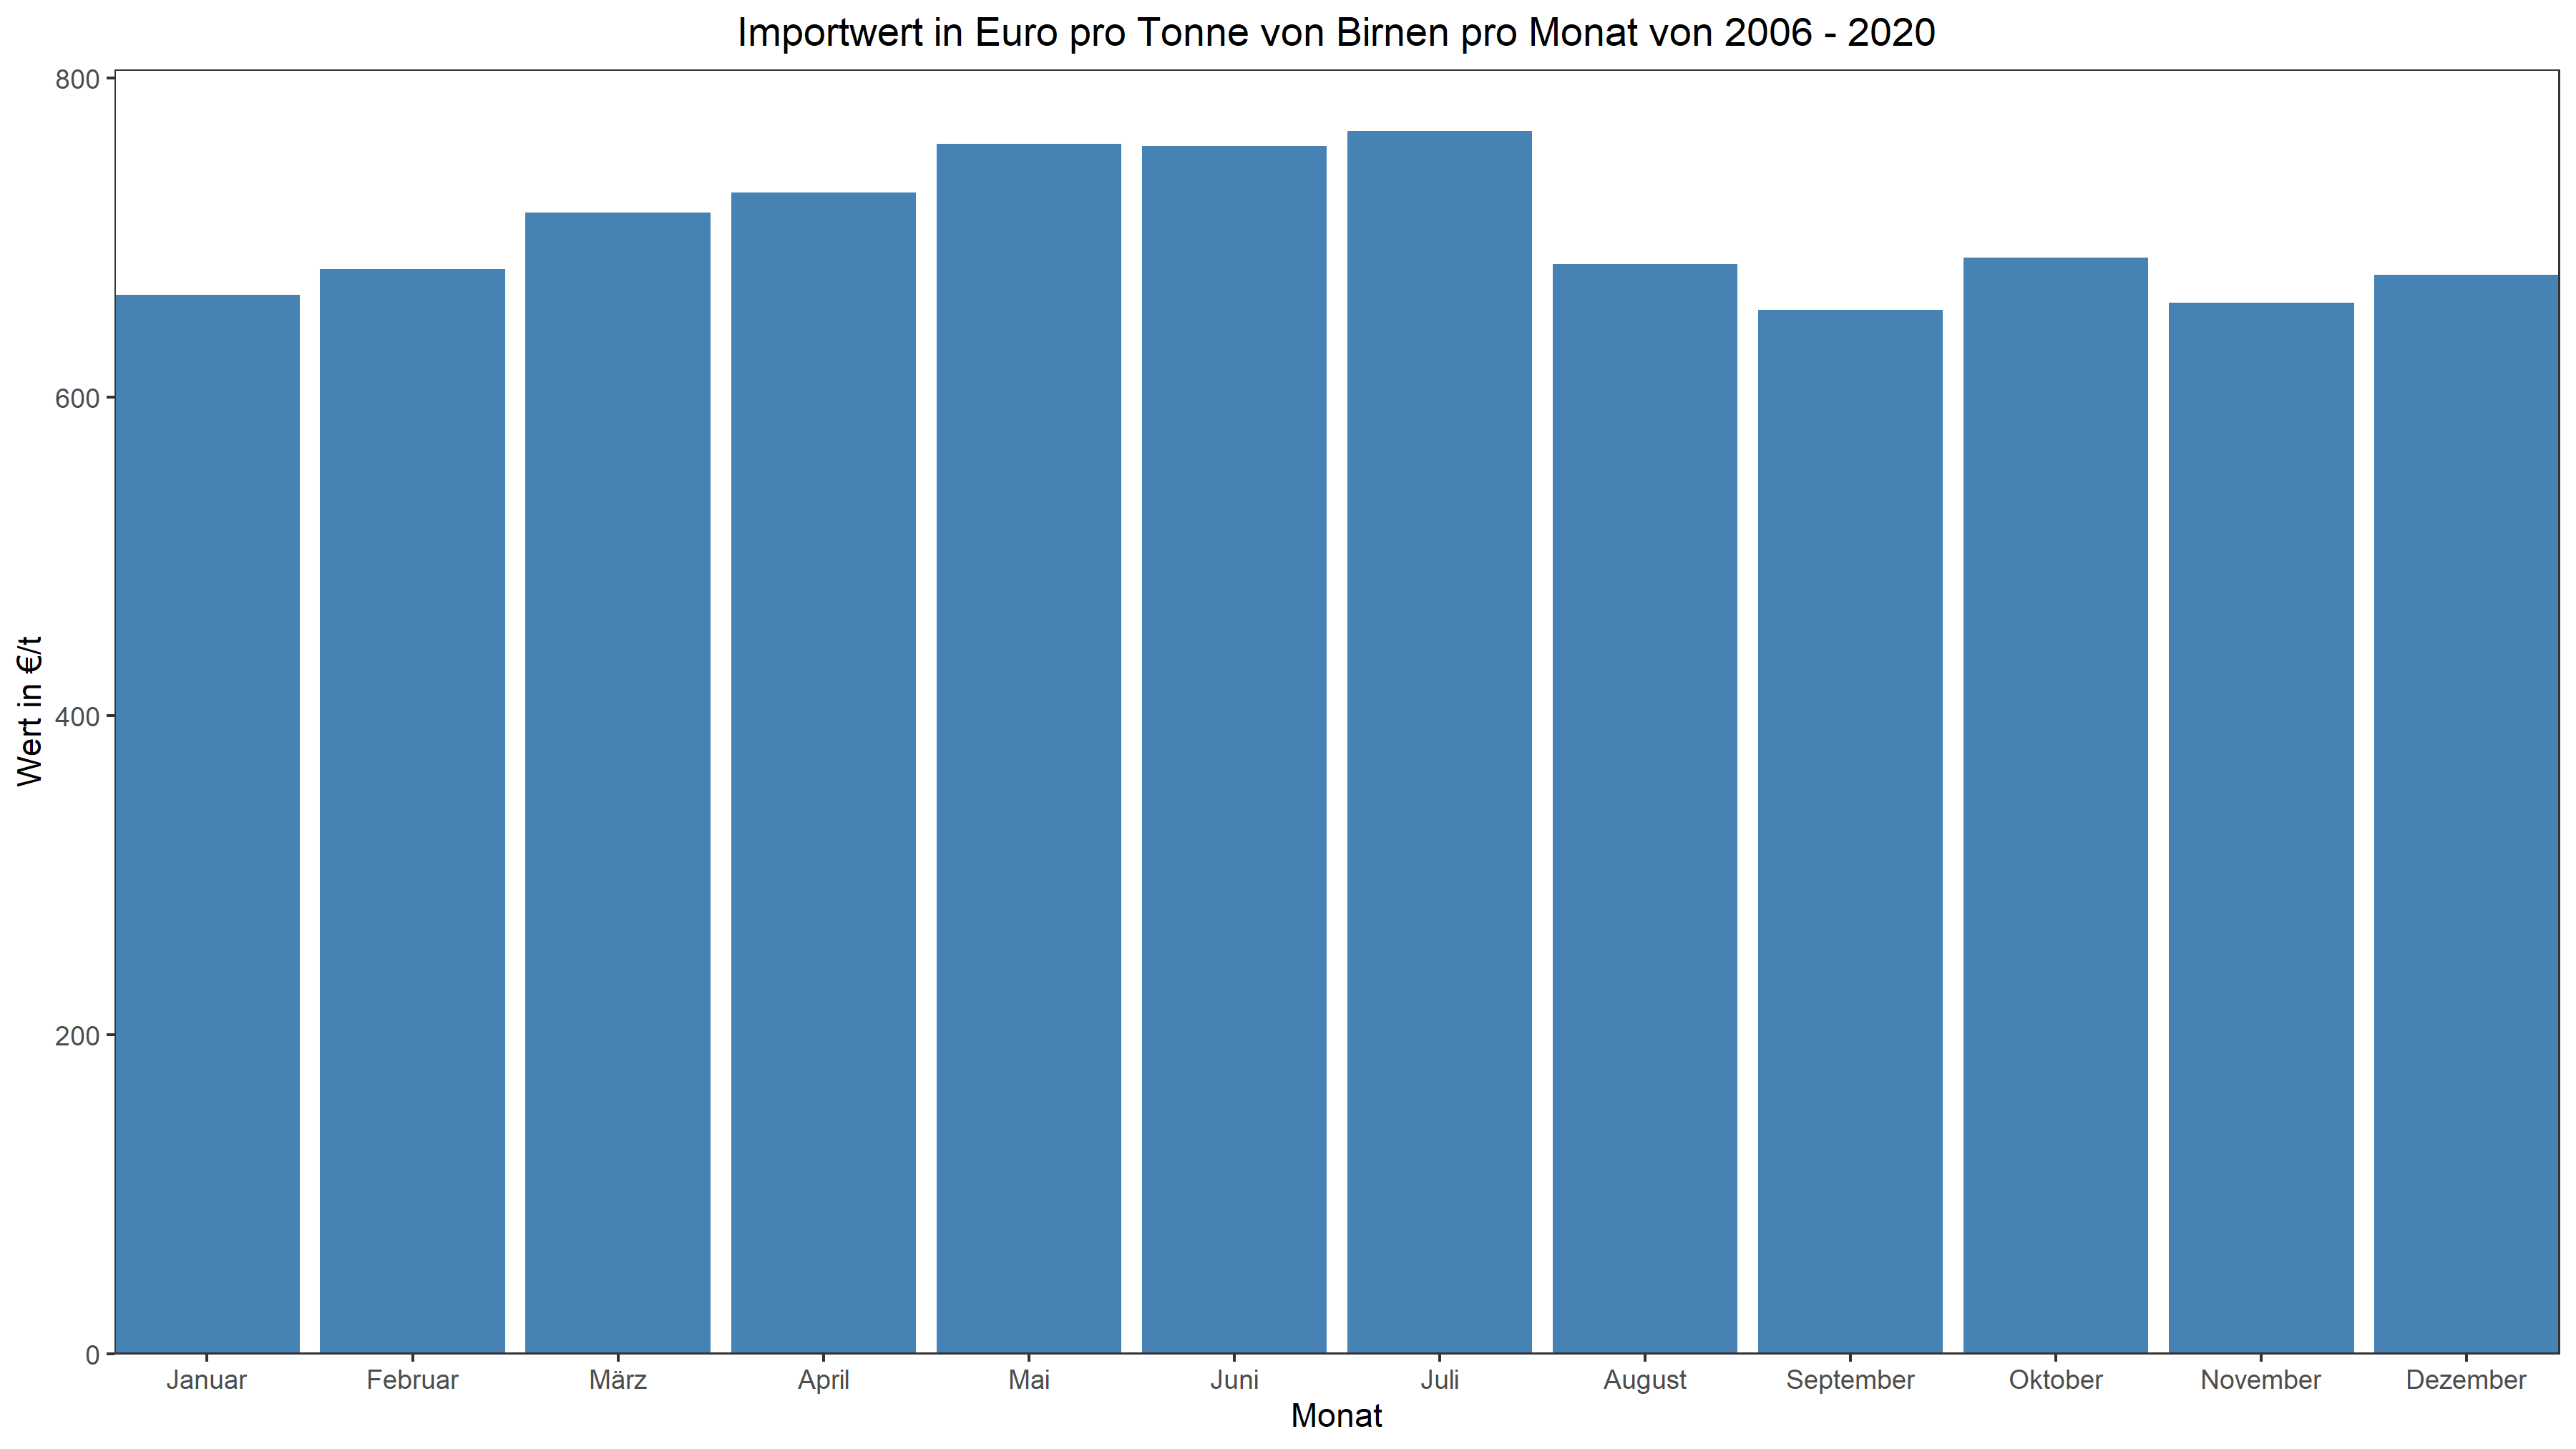 Importwert in Euro pro Tonne von Birnen pro Monat von 2006 - 2020
Wert in €/t
800
600
400
200
0
Januar Februar März April Mai Juni Juli August September Oktober November Dezember
Monat